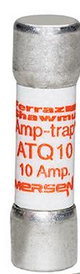 Ferraz
Shawmut
Amp-trap
ATQ10
10 Amp.
MERSEN